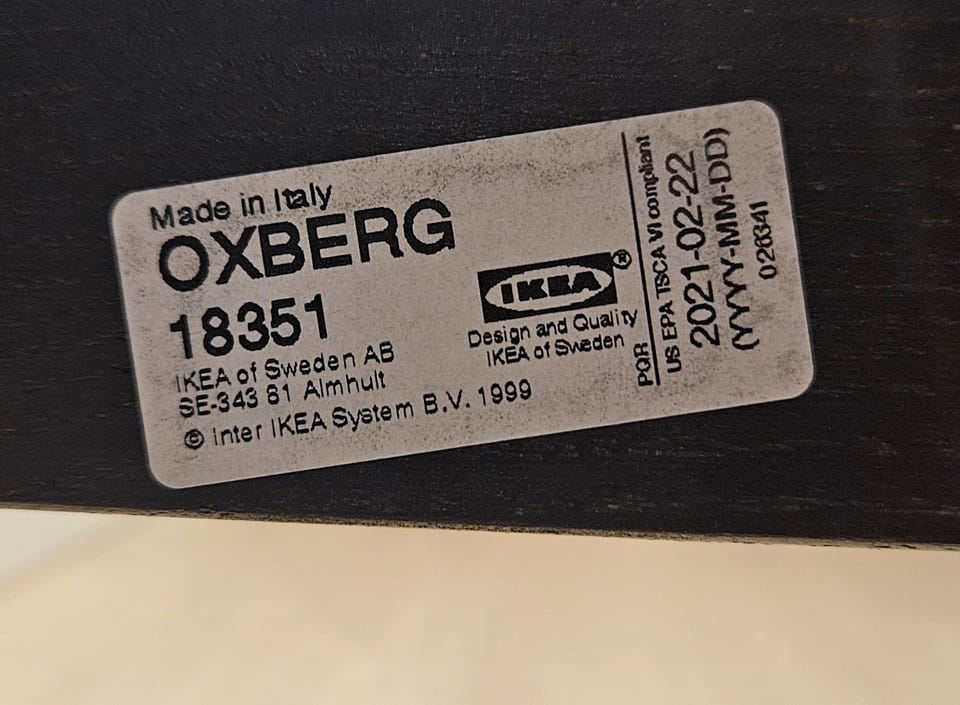 Made in Italy
OXBERG
18351
IKEA of Sweden AB
SE-343 81 Almhult
© Inter IKEA System B.V. 1999
IKEA®
Design and Quality
IKEA of Sweden
PQR
US EPA TSCA VI compliant
2021-02-22
(YYYY-MM-DD)
026341